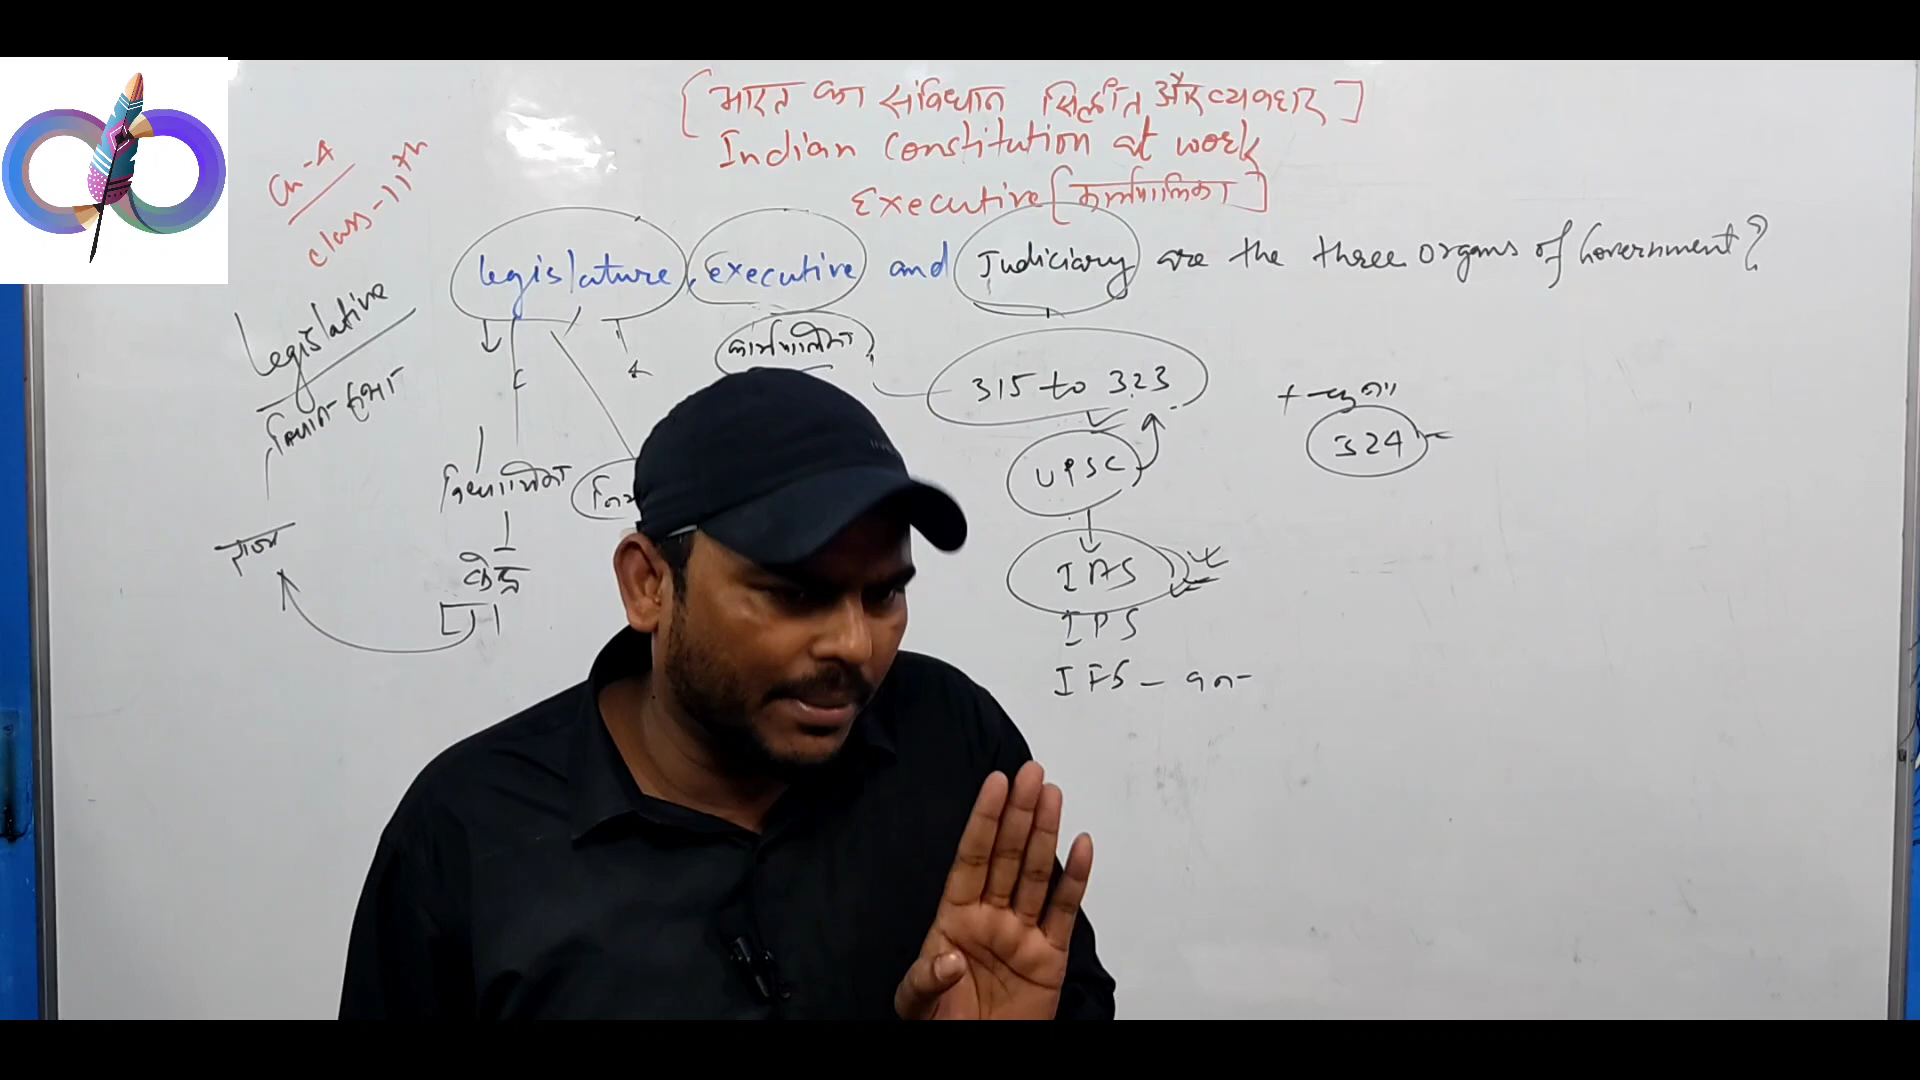 [भारत का संविधान सिद्धांत और व्यवहार]
Indian Constitution at work
Executive [कार्यपालिका]
Ch-4
class-11th
legislature, Executive and Judiciary are the three organs of Government?
Legislative
कार्यपालिका
315 to 323
324
UPSC
केंद्र
राज्य
IAS
IPS
IFS -